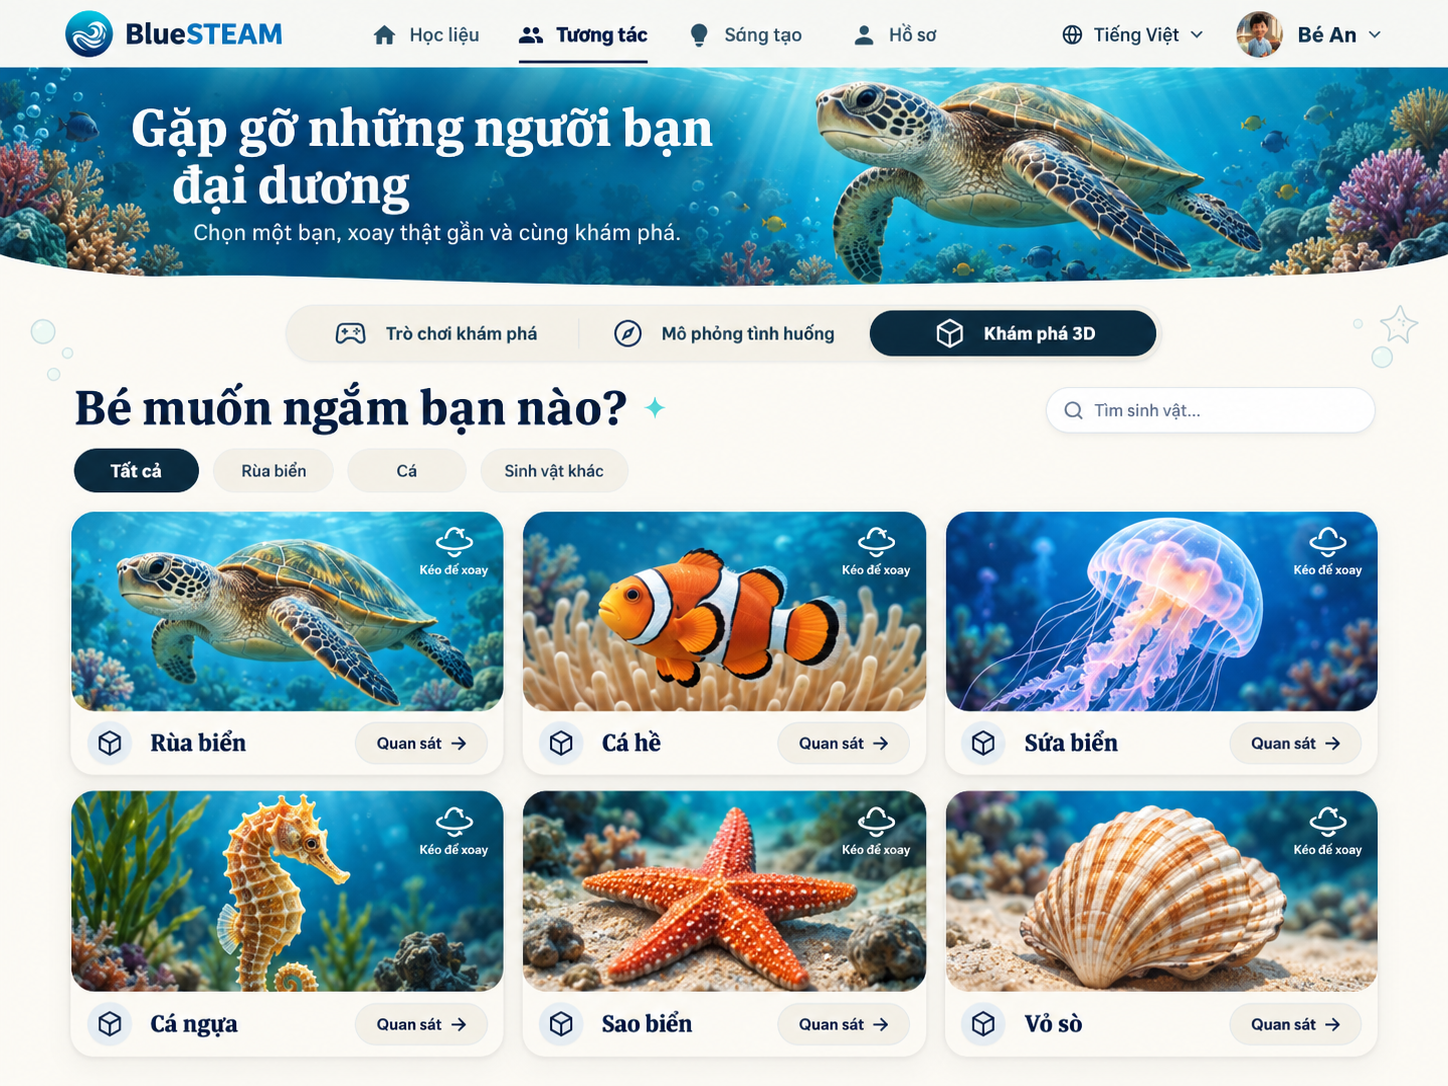 BlueSTEAM
Học liệu
Tương tác
Sáng tạo
Hồ sơ
Tiếng Việt
Bé An
Gặp gỡ những người bạn
đại dương
Chọn một bạn, xoay thật gần và cùng khám phá.
Trò chơi khám phá
Mô phỏng tình huống
Khám phá 3D
Bé muốn ngắm bạn nào?
Tìm sinh vật...
Tất cả
Rùa biển
Cá
Sinh vật khác
Kéo để xoay
Kéo để xoay
Kéo để xoay
Rùa biển
Quan sát
Cá hề
Quan sát
Sứa biển
Quan sát
Kéo để xoay
Kéo để xoay
Kéo để xoay
Cá ngựa
Quan sát
Sao biển
Quan sát
Vỏ sò
Quan sát